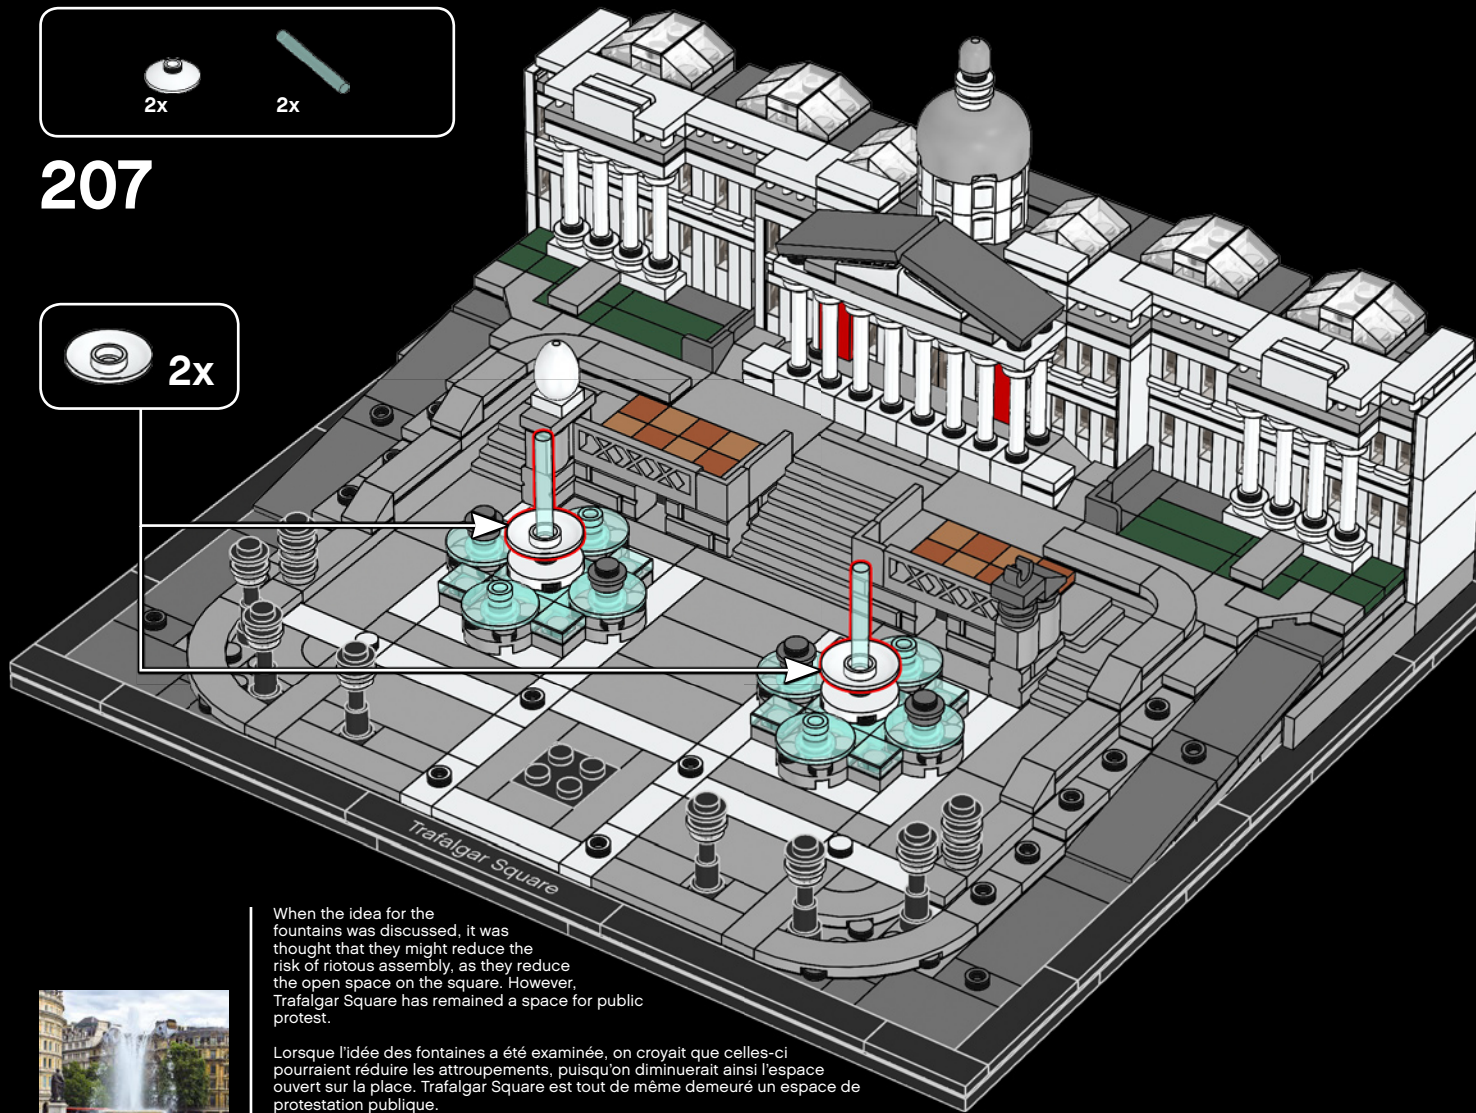 2x
2x
207
2x
Trafalgar Square
When the idea for the
fountains was discussed, it was
thought that they might reduce the
risk of riotous assembly, as they reduce
the open space on the square. However,
Trafalgar Square has remained a space for public
protest.
Lorsque l'idée des fontaines a été examinée, on croyait que celles-ci
pourraient réduire les attroupements, puisqu'on diminuerait ainsi l'espace
ouvert sur la place. Trafalgar Square est tout de même demeuré un espace de
protestation publique.